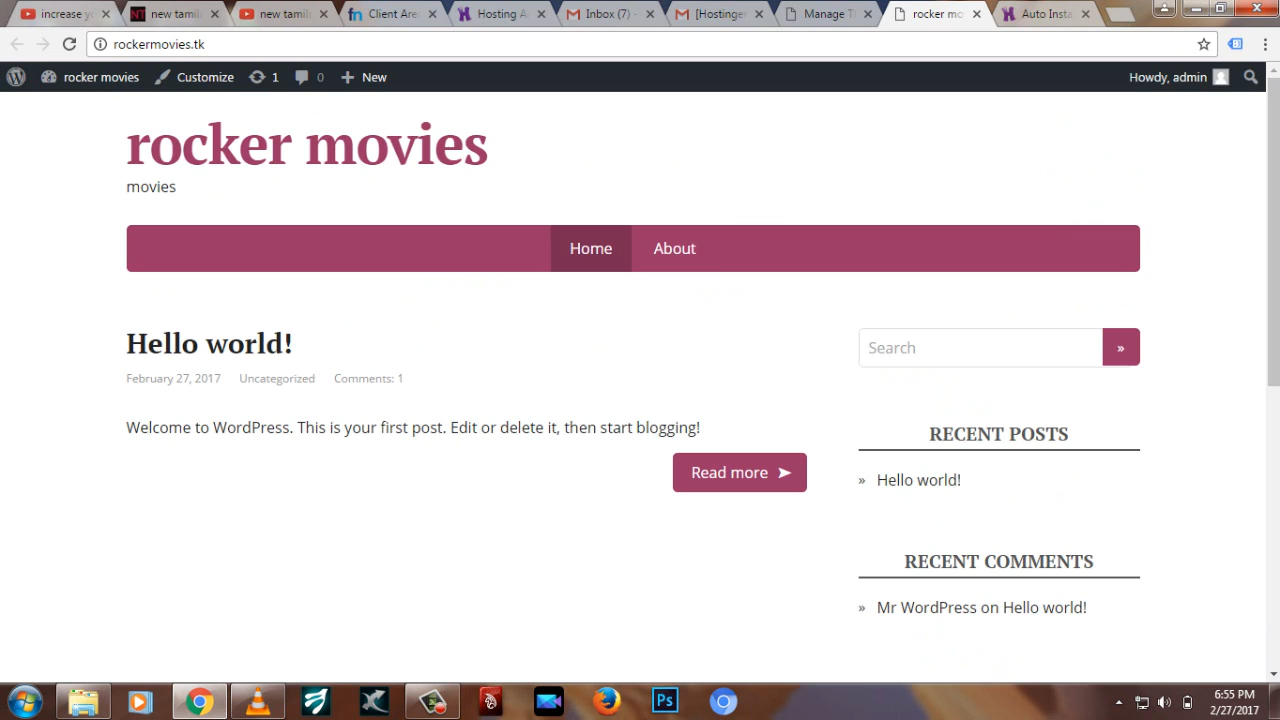 increase yo
new tamil
new tamil
Client Are
Hosting A
Inbox (7) -
[Hostinger
Manage T
rocker mo
Auto Insta
rockermovies.tk
rocker movies
Customize
1
0
New
Howdy, admin
rocker movies
movies
Home
About
Hello world!
February 27, 2017
Uncategorized
Comments: 1
Welcome to WordPress. This is your first post. Edit or delete it, then start blogging!
Read more
Search
»
RECENT POSTS
» Hello world!
RECENT COMMENTS
» Mr WordPress on Hello world!
Ps
6:55 PM
2/27/2017